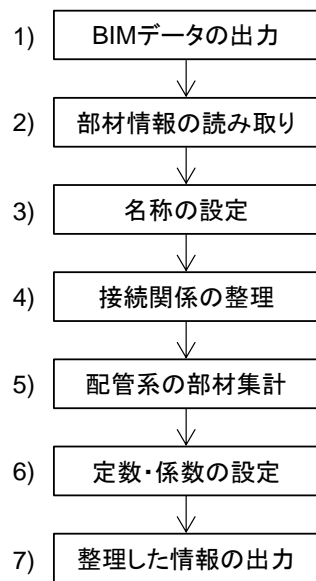 1) BIMデータの出力
2) 部材情報の読み取り
3) 名称の設定
4) 接続関係の整理
5) 配管系の部材集計
6) 定数・係数の設定
7) 整理した情報の出力